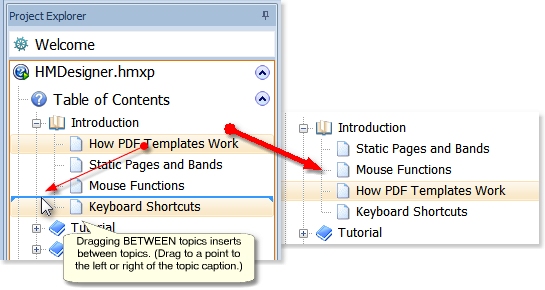 Project Explorer
Welcome
HMDesigner.hmxp
Table of Contents
Introduction
How PDF Templates Work
Static Pages and Bands
Mouse Functions
Keyboard Shortcuts
Tutorial
Dragging BETWEEN topics inserts
between topics. (Drag to a point to
the left or right of the topic caption.)
Introduction
Static Pages and Bands
Mouse Functions
How PDF Templates Work
Keyboard Shortcuts
Tutorial